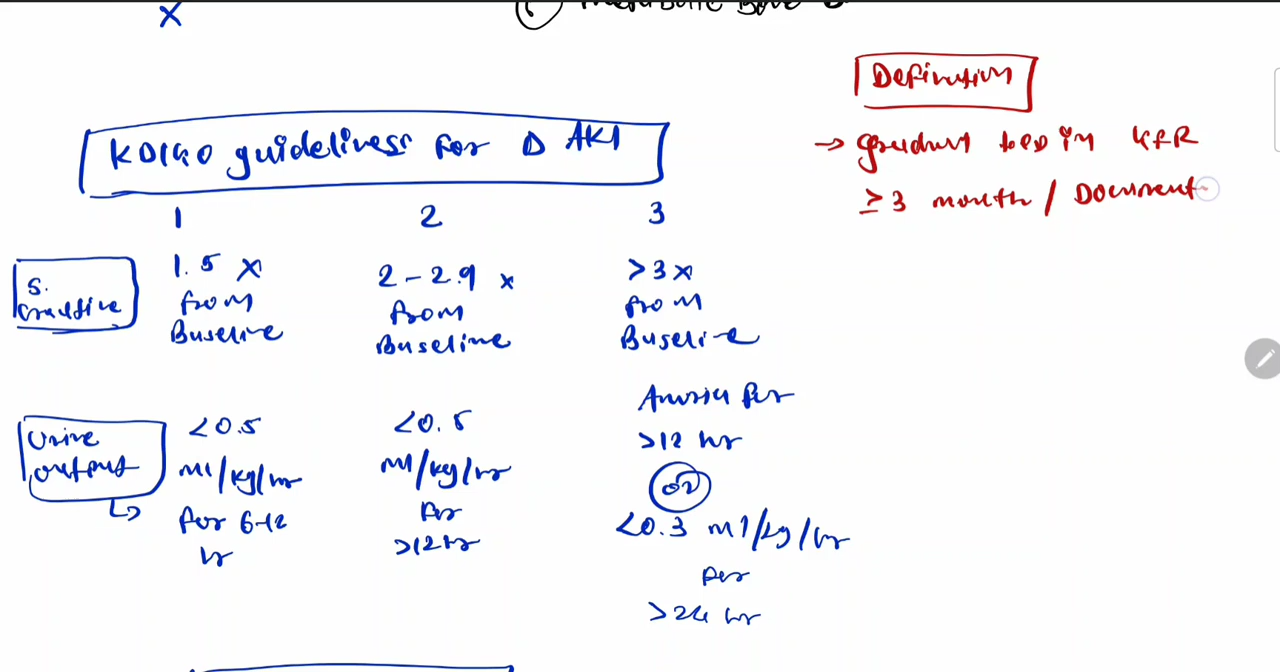 Definition
KDIGO guideliness for D AKI
→ gradual loss in GFR
≥3 month / Document
1 2 3
S. Creatine
1.5 x from Baseline
2-2.9 x from Baseline
>3x from Baseline
Urine output
<0.5 ml/kg/hr for 6-12 hr
<0.5 ml/kg/hr for >12 hr
Anuria for >12 hr
or
<0.3 ml/kg/hr for >24 hr